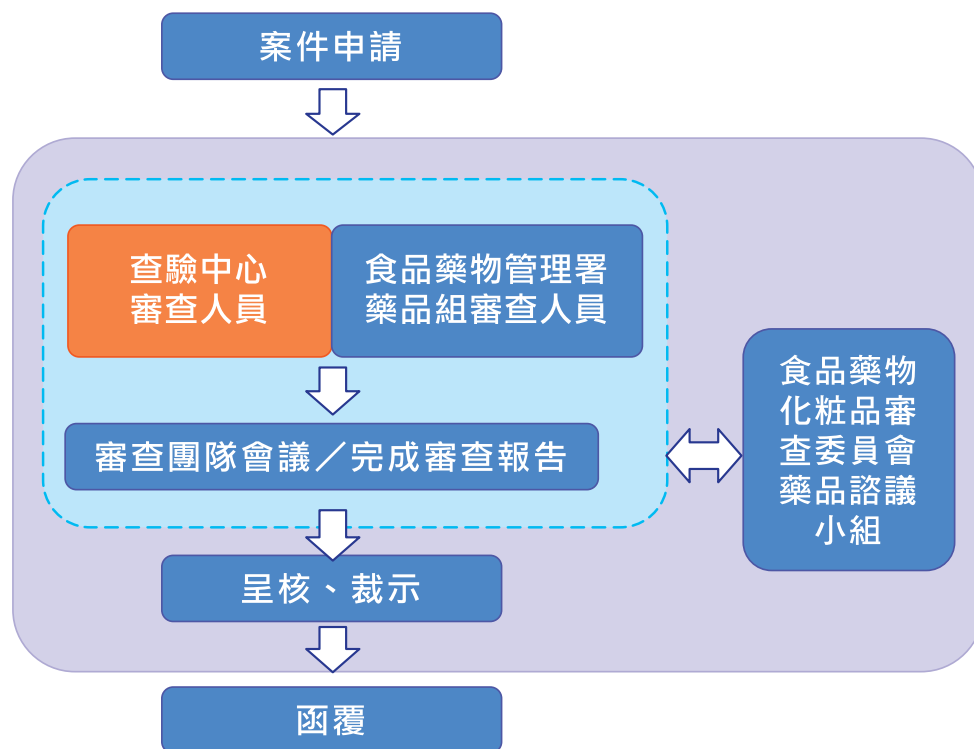 案件申請
查驗中心
審查人員
食品藥物管理署
藥品組審查人員
審查團隊會議／完成審查報告
食品藥物
化粧品審
查委員會
藥品諮議
小組
呈核、裁示
函覆